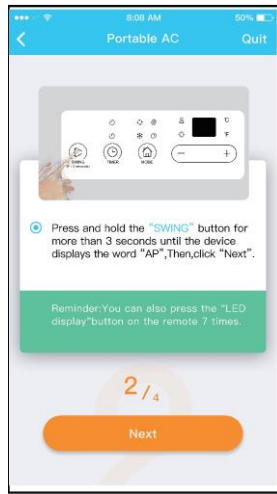 8:08 AM
50%
Portable AC
Quit
℃
℉
SWING
TIMER
MODE
Press and hold the "SWING" button for
more than 3 seconds until the device
displays the word "AP",Then,click "Next".
Reminder:You can also press the "LED
display"button on the remote 7 times.
2/4
Next